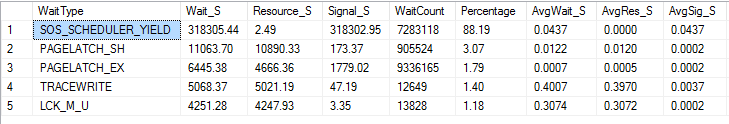 WaitType Wait_S Resource_S Signal_S WaitCount Percentage AvgWait_S AvgRes_S AvgSig_S
1 SOS_SCHEDULER_YIELD 318305.44 2.49 318302.95 7283118 88.19 0.0437 0.0000 0.0437
2 PAGELATCH_SH 11063.70 10890.33 173.37 905524 3.07 0.0122 0.0120 0.0002
3 PAGELATCH_EX 6445.38 4666.36 1779.02 9336165 1.79 0.0007 0.0005 0.0002
4 TRACEWRITE 5068.37 5021.19 47.19 12649 1.40 0.4007 0.3970 0.0037
5 LCK_M_U 4251.28 4247.93 3.35 13828 1.18 0.3074 0.3072 0.0002